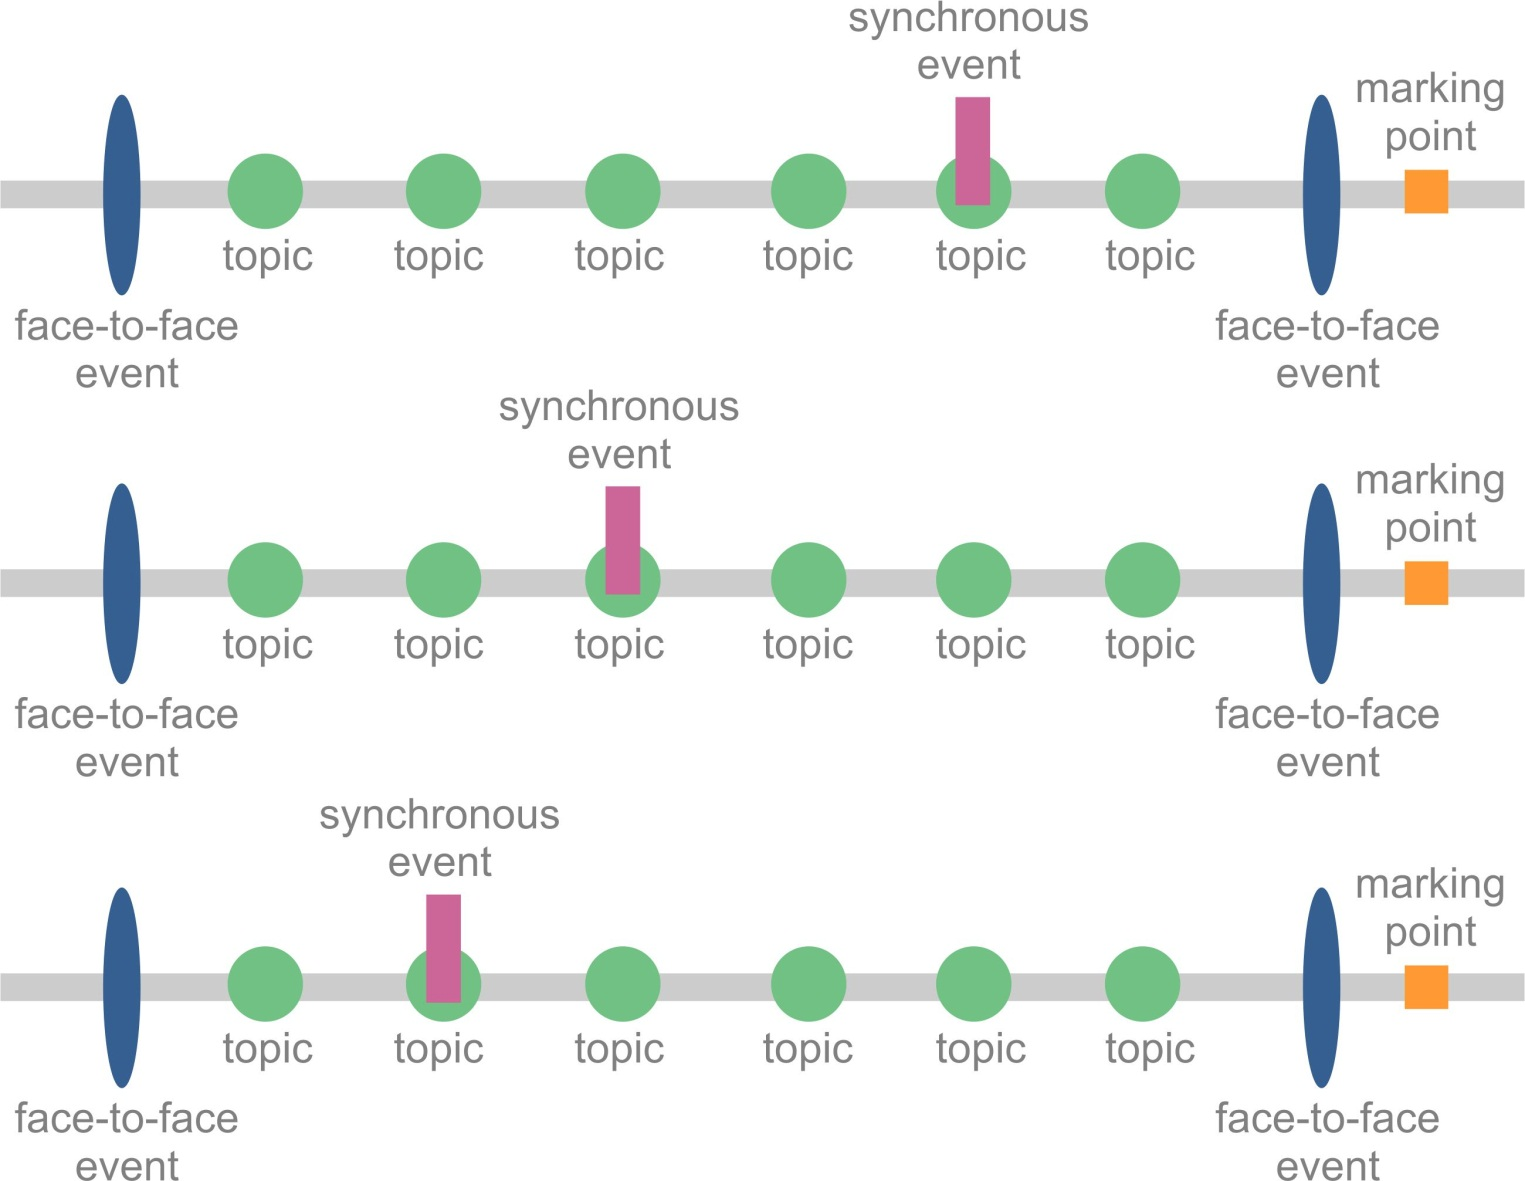 synchronous
event
marking
point
topic topic topic topic topic topic
face-to-face face-to-face
event event
synchronous
event
marking
point
topic topic topic topic topic topic
face-to-face face-to-face
event event
synchronous
event
marking
point
topic topic topic topic topic topic
face-to-face face-to-face
event event